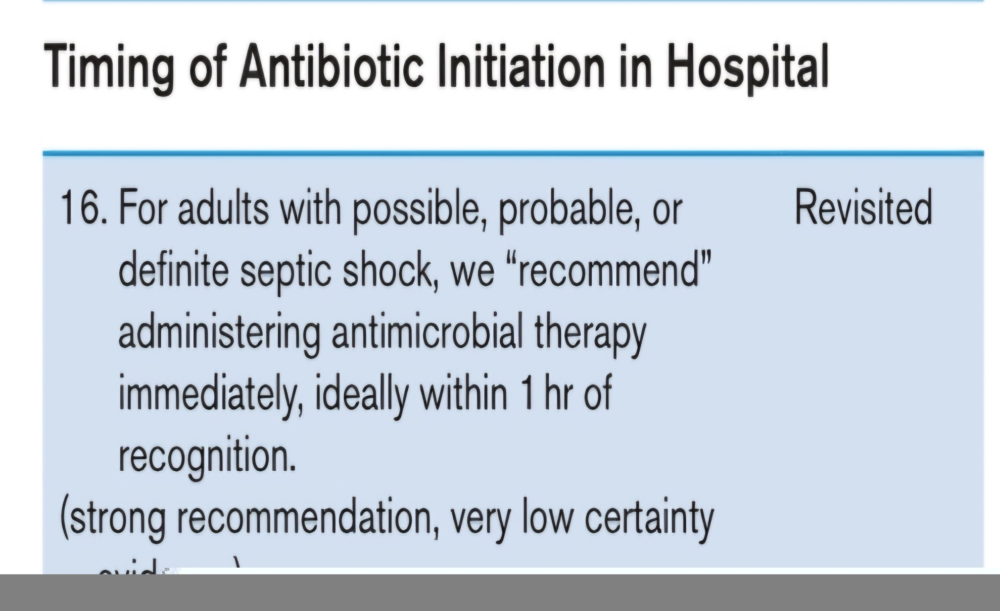 Timing of Antibiotic Initiation in Hospital
16. For adults with possible, probable, or Revisited
definite septic shock, we “recommend”
administering antimicrobial therapy
immediately, ideally within 1 hr of
recognition.
(strong recommendation, very low certainty